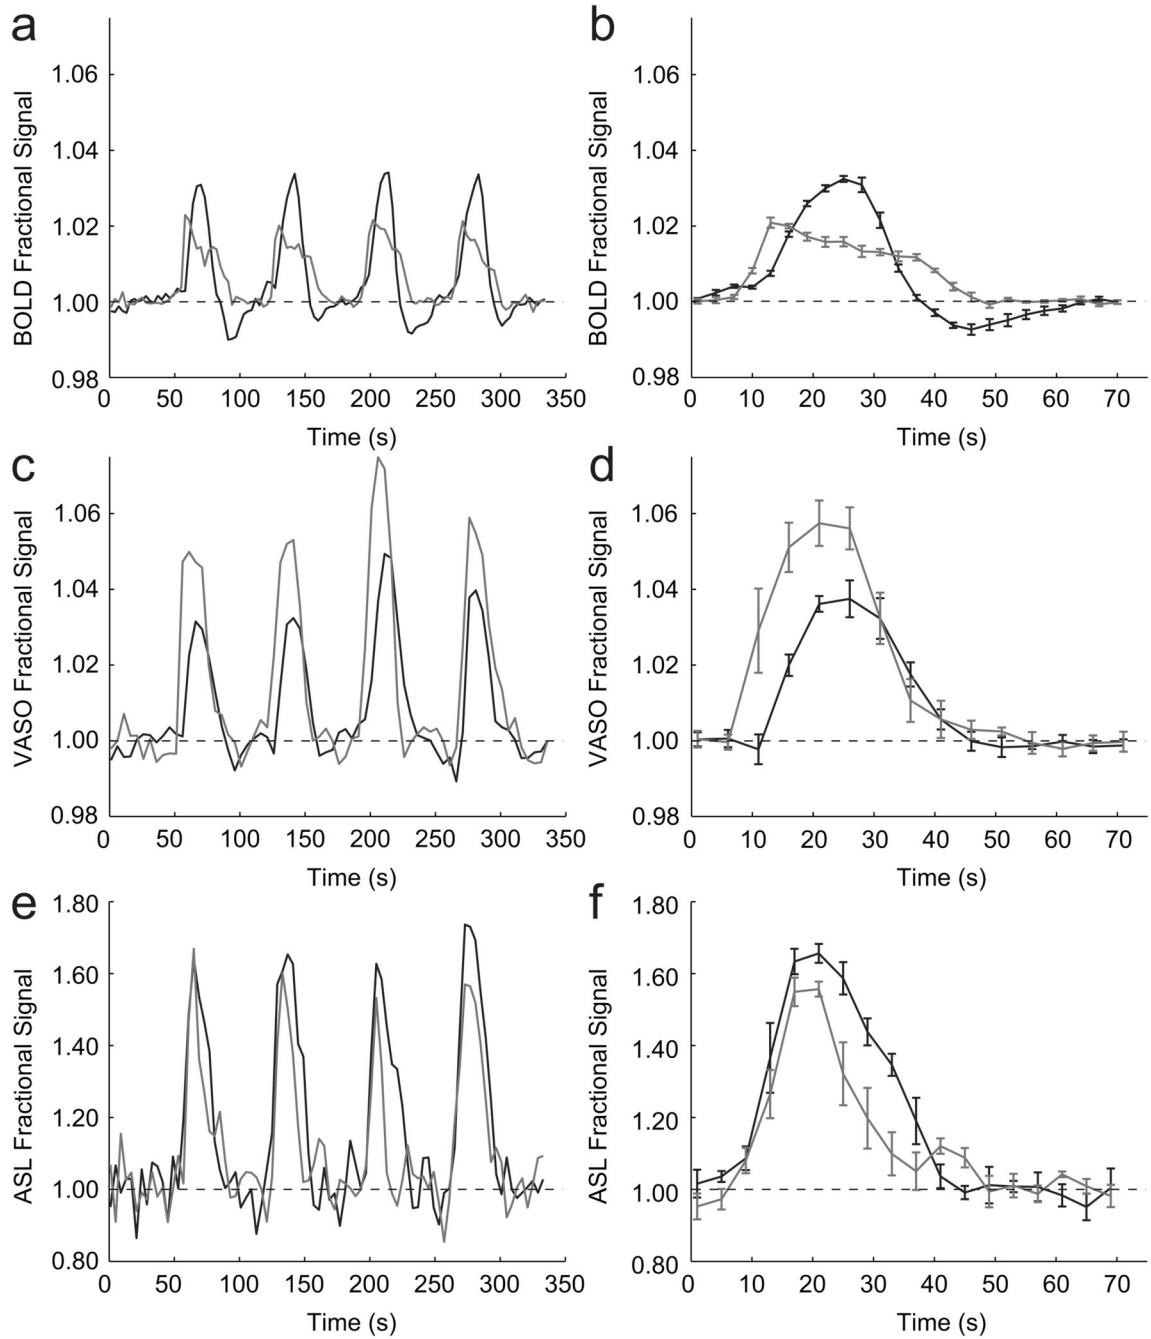 a
BOLD Fractional Signal
1.06
1.04
1.02
1.00
0.98
0 50 100 150 200 250 300 350
Time (s)
b
BOLD Fractional Signal
1.06
1.04
1.02
1.00
0.98
0 10 20 30 40 50 60 70
Time (s)
c
VASO Fractional Signal
1.06
1.04
1.02
1.00
0.98
0 50 100 150 200 250 300 350
Time (s)
d
VASO Fractional Signal
1.06
1.04
1.02
1.00
0.98
0 10 20 30 40 50 60 70
Time (s)
e
ASL Fractional Signal
1.80
1.60
1.40
1.20
1.00
0.80
0 50 100 150 200 250 300 350
Time (s)
f
ASL Fractional Signal
1.80
1.60
1.40
1.20
1.00
0.80
0 10 20 30 40 50 60 70
Time (s)